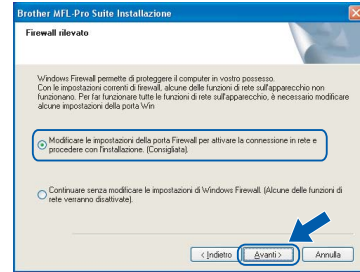 Brother MFL-Pro Suite Installazione
Firewall rilevato
Windows Firewall permette di proteggere il computer in vostro possesso.
Con le impostazioni correnti di firewall, alcune delle funzioni di rete sull'apparecchio non
funzionano. Per far funzionare tutte le funzioni di rete sull'apparecchio, è necessario modificare
alcune impostazioni della porta Win
Modificare le impostazioni della porta Firewall per attivare la connessione in rete e
procedere con l'installazione. (Consigliata).
Continuare senza modificare le impostazioni di Windows Firewall. (Alcune delle funzioni di
rete verranno disattivate).
< Indietro
Avanti >
Annulla